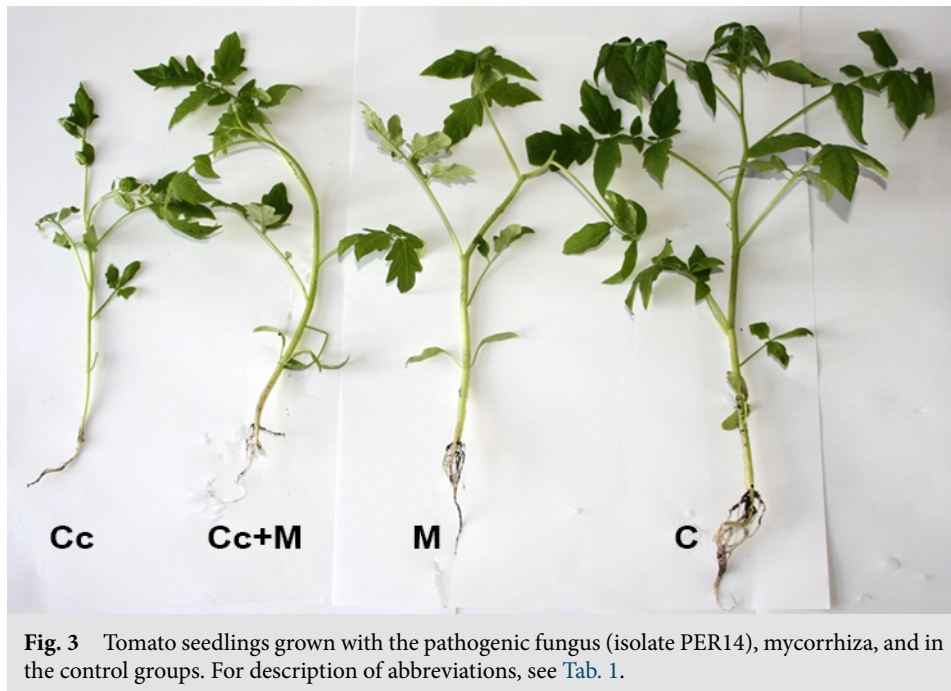 Cc Cc+M M C
Fig. 3 Tomato seedlings grown with the pathogenic fungus (isolate PER14), mycorrhiza, and in
the control groups. For description of abbreviations, see Tab. 1.